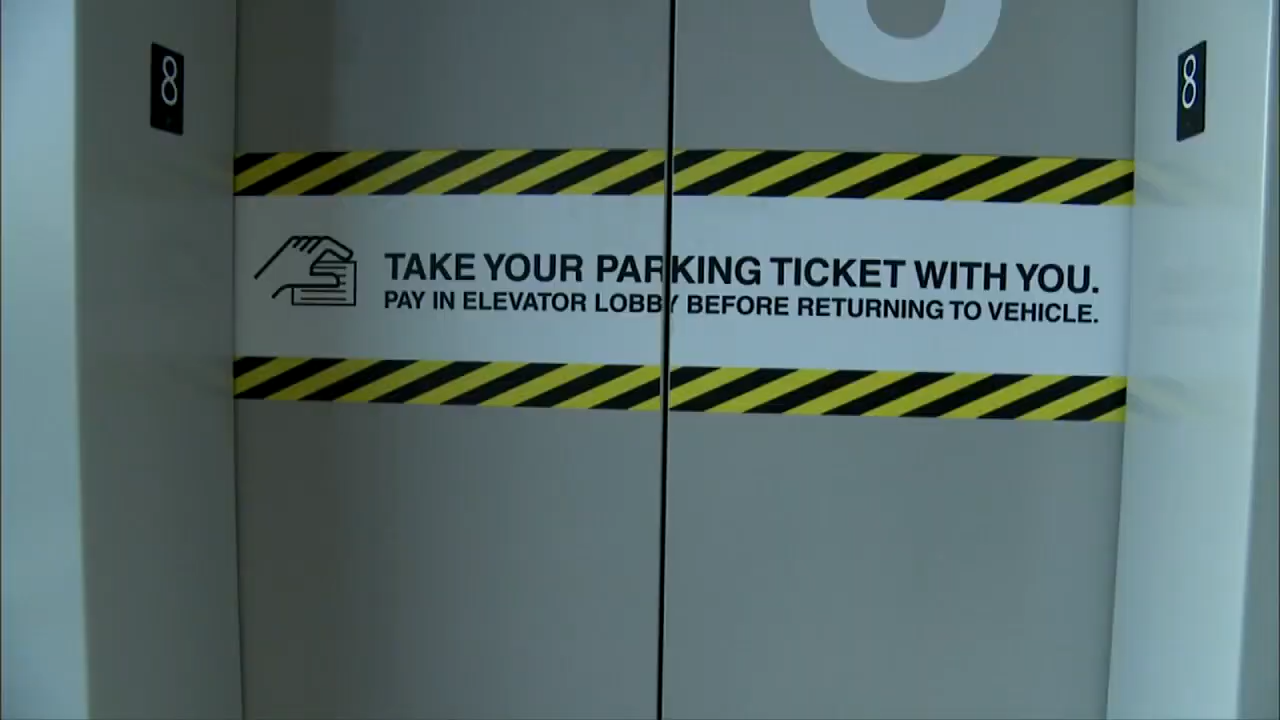 8
8
TAKE YOUR PARKING TICKET WITH YOU.
PAY IN ELEVATOR LOBBY BEFORE RETURNING TO VEHICLE.